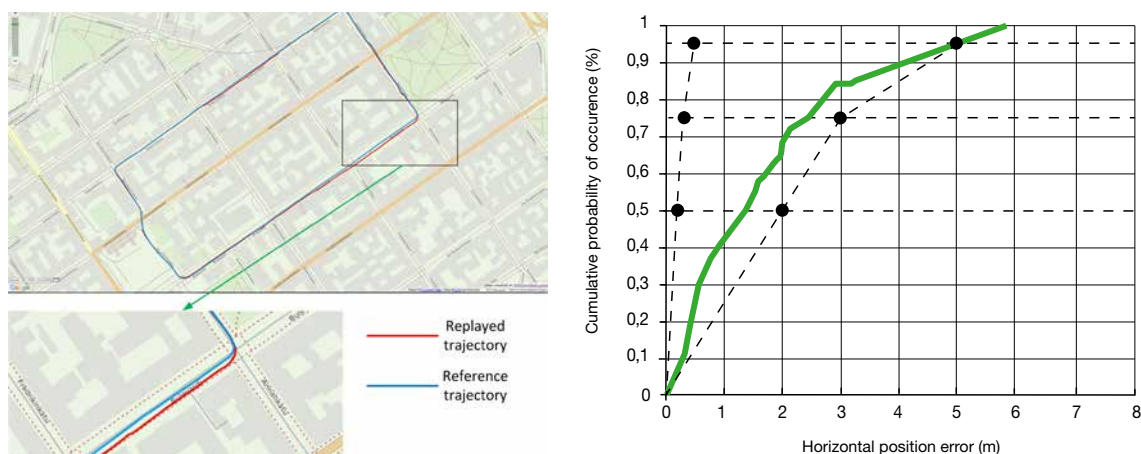 Google
Replayed
trajectory
Reference
trajectory
Cumulative probability of occurence (%)
1
0,9
0,8
0,7
0,6
0,5
0,4
0,3
0,2
0,1
0
0 1 2 3 4 5 6 7 8
Horizontal position error (m)